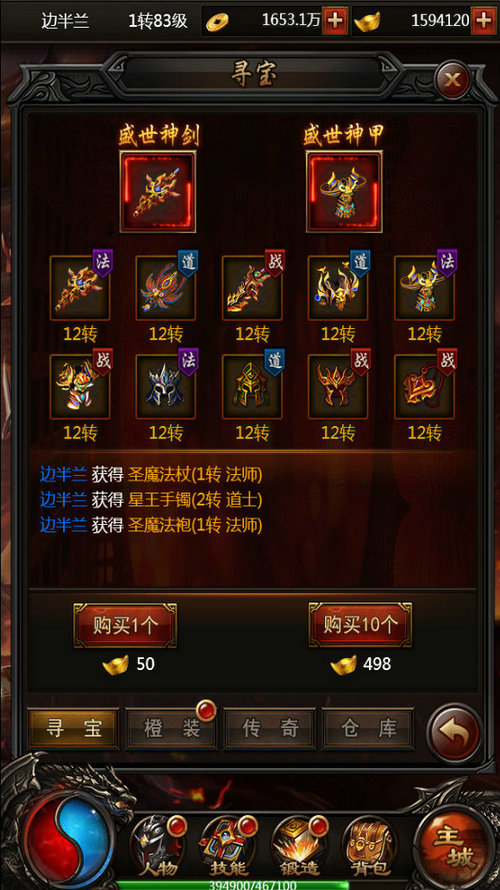 边半兰 1转83级 1653.1万 1594120
寻宝
盛世神剑 盛世神甲
法 道 战 道 法
12转 12转 12转 12转 12转
战 法 道 战 战
12转 12转 12转 12转 12转
边半兰 获得 圣魔法杖(1转 法师)
边半兰 获得 星王手镯(2转 道士)
边半兰 获得 圣魔法袍(1转 法师)
购买1个 购买10个
50 498
寻宝 橙装 传奇 仓库
人物 技能 锻造 背包 主城
394900/467100